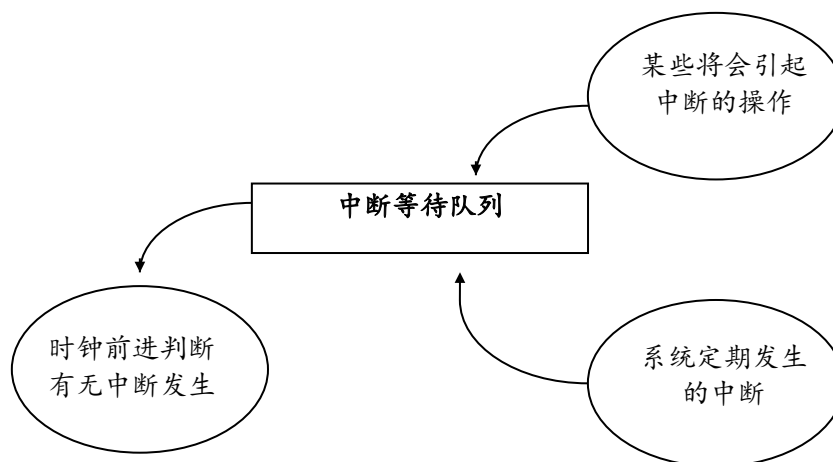 某些将会引起
中断的操作
中断等待队列
时钟前进判断
有无中断发生
系统定期发生
的中断